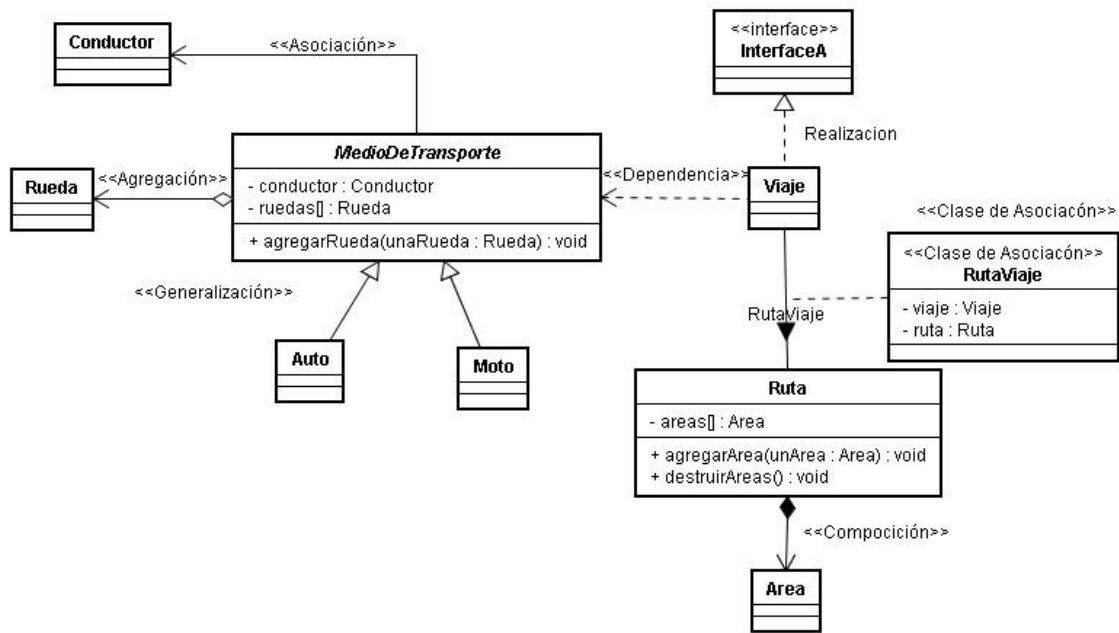 Conductor
<<Asociación>>
<<interface>>
InterfaceA
Realizacion
MedioDeTransporte
- conductor : Conductor
- ruedas[] : Rueda
+ agregarRueda(unaRueda : Rueda) : void
Rueda
<<Agregación>>
<<Dependencia>>
Viaje
<<Clase de Asociacón>>
<<Clase de Asociacón>>
RutaViaje
- viaje : Viaje
- ruta : Ruta
<<Generalización>>
RutaViaje
Auto
Moto
Ruta
- areas[] : Area
+ agregarArea(unArea : Area) : void
+ destruirAreas() : void
<<Compocición>>
Area